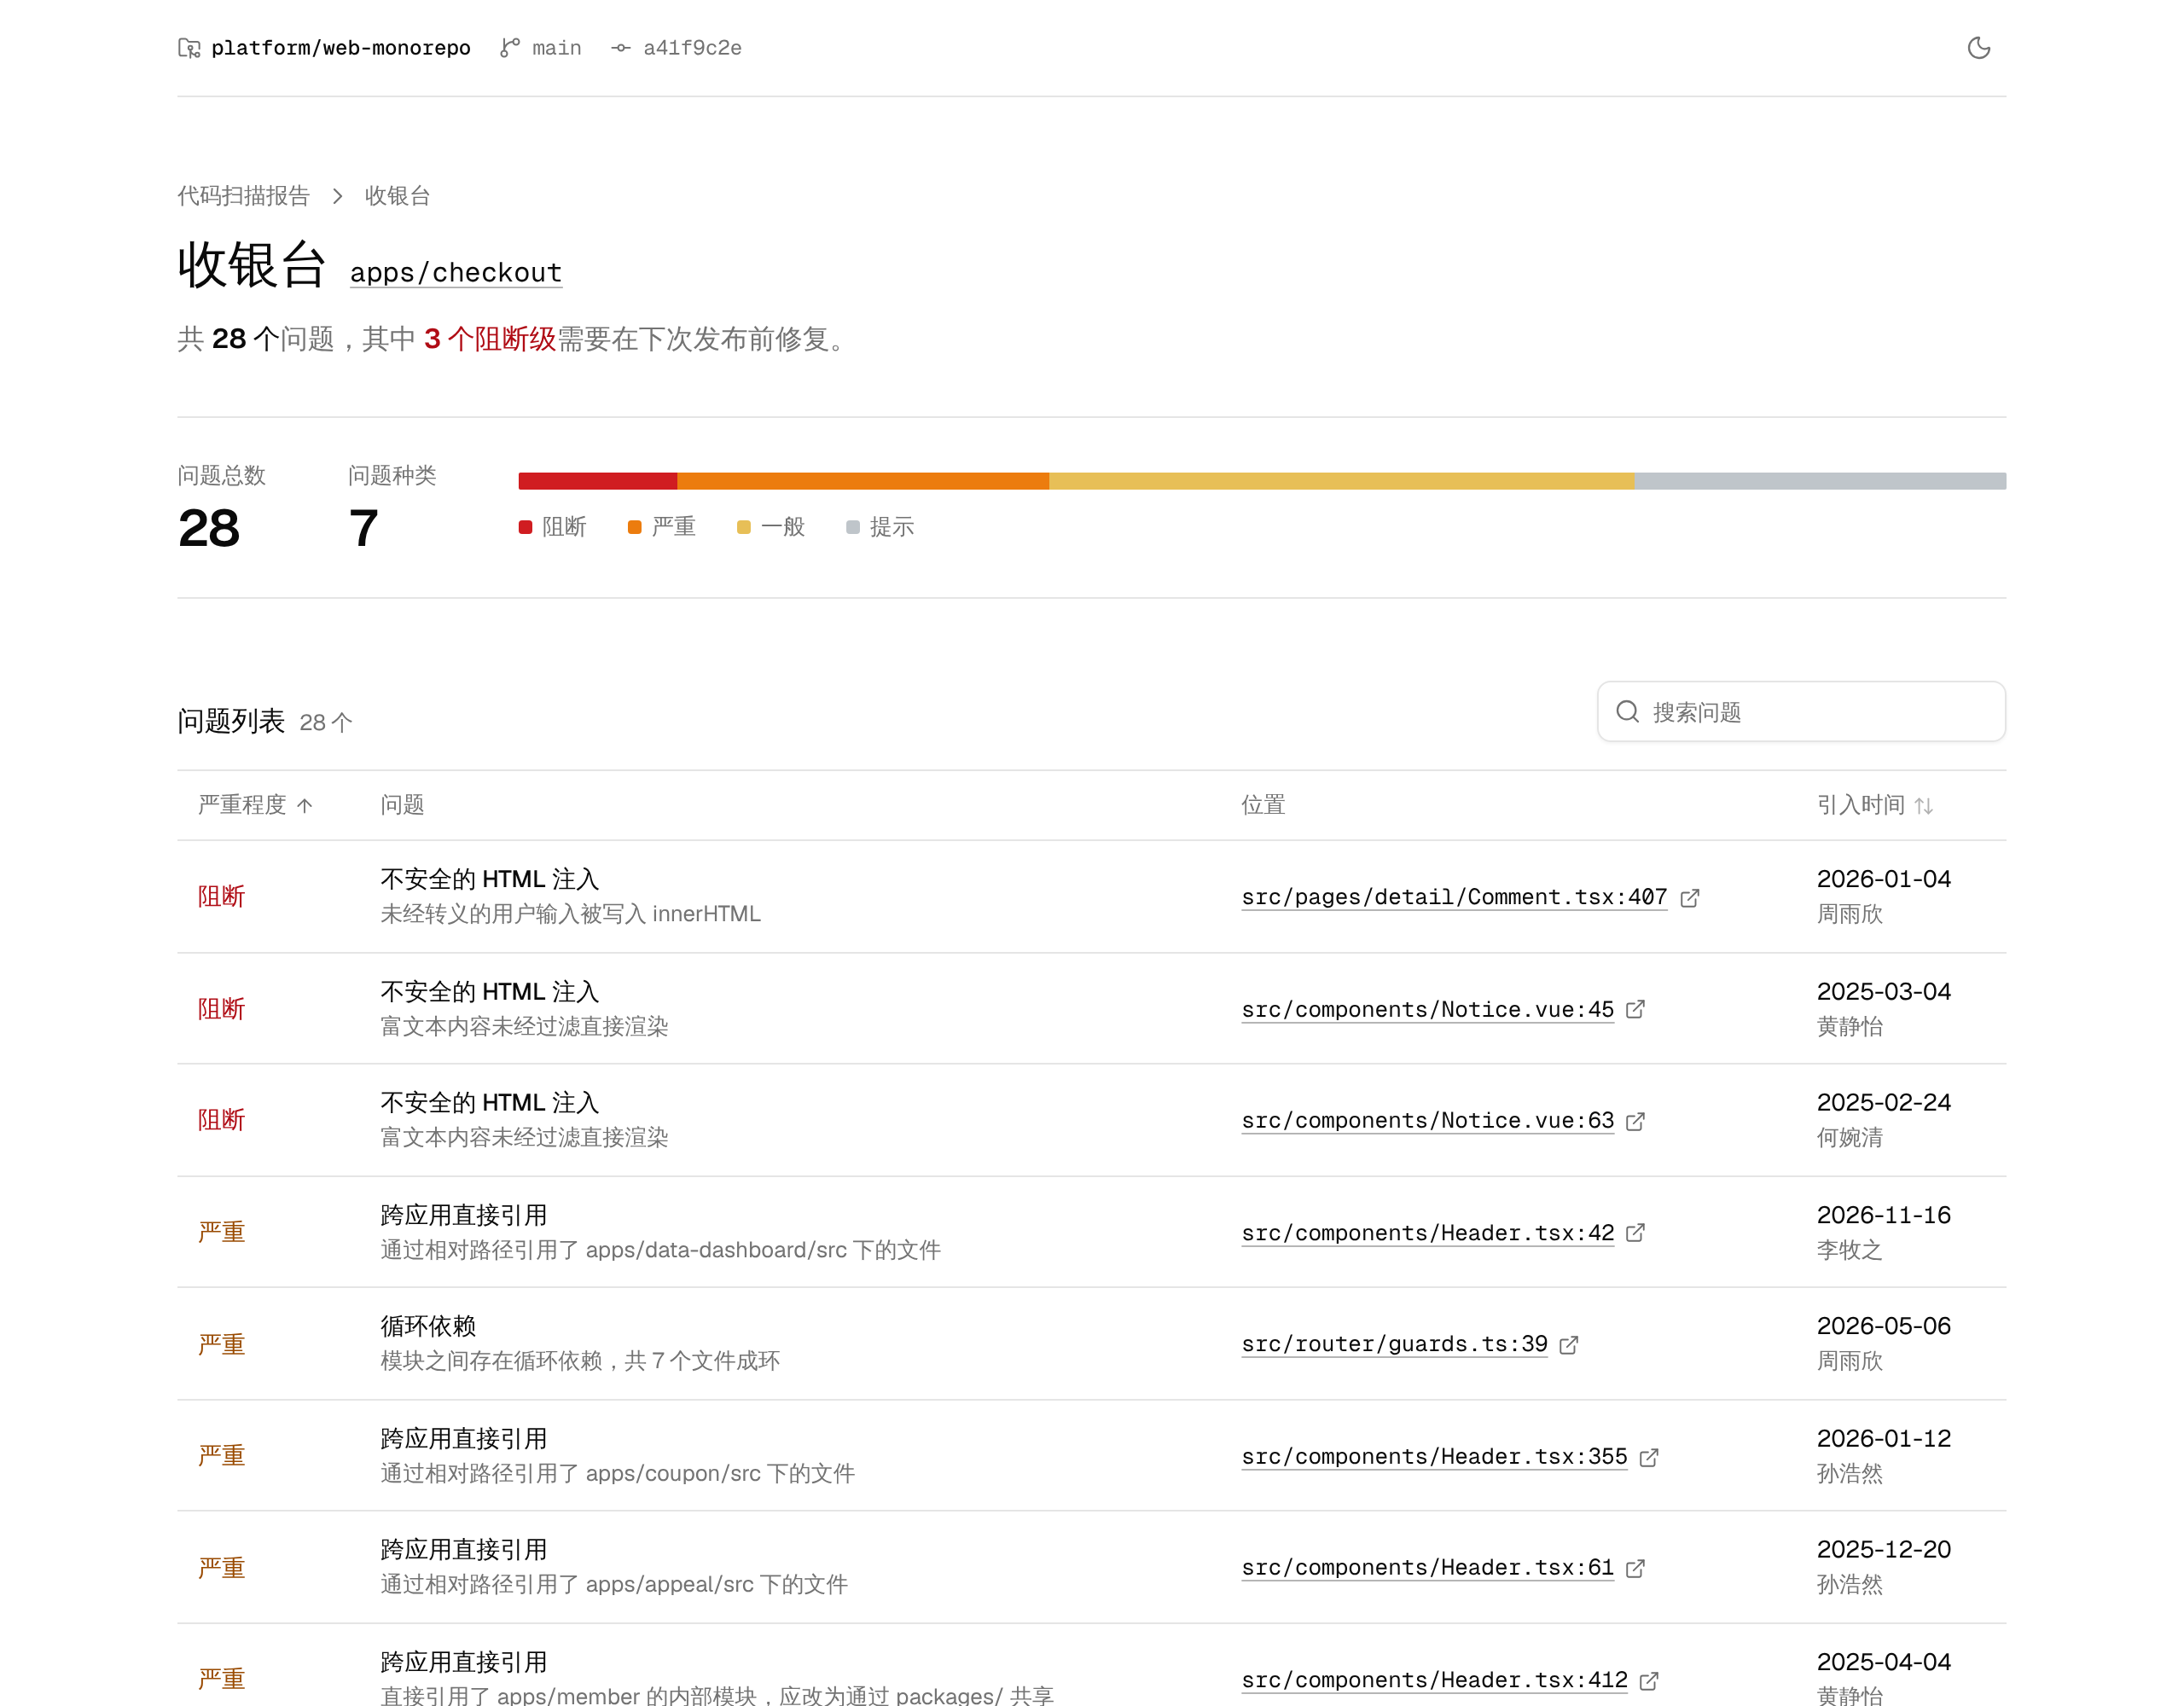 platform/web-monorepo main a41f9c2e
代码扫描报告 收银台
收银台 apps/checkout
共 28 个问题，其中 3 个阻断级需要在下次发布前修复。
问题总数 问题种类
28 7
阻断 严重 一般 提示
问题列表 28 个
搜索问题
严重程度 问题 位置 引入时间
阻断 不安全的 HTML 注入 src/pages/detail/Comment.tsx:407 2026-01-04
未经转义的用户输入被写入 innerHTML 周雨欣
阻断 不安全的 HTML 注入 src/components/Notice.vue:45 2025-03-04
富文本内容未经过滤直接渲染 黄静怡
阻断 不安全的 HTML 注入 src/components/Notice.vue:63 2025-02-24
富文本内容未经过滤直接渲染 何婉清
严重 跨应用直接引用 src/components/Header.tsx:42 2026-11-16
通过相对路径引用了 apps/data-dashboard/src 下的文件 李牧之
严重 循环依赖 src/router/guards.ts:39 2026-05-06
模块之间存在循环依赖，共 7 个文件成环 周雨欣
严重 跨应用直接引用 src/components/Header.tsx:355 2026-01-12
通过相对路径引用了 apps/coupon/src 下的文件 孙浩然
严重 跨应用直接引用 src/components/Header.tsx:61 2025-12-20
通过相对路径引用了 apps/appeal/src 下的文件 孙浩然
严重 跨应用直接引用 src/components/Header.tsx:412 2025-04-04
直接引用了 apps/member 的内部模块，应改为通过 packages/ 共享 黄静怡